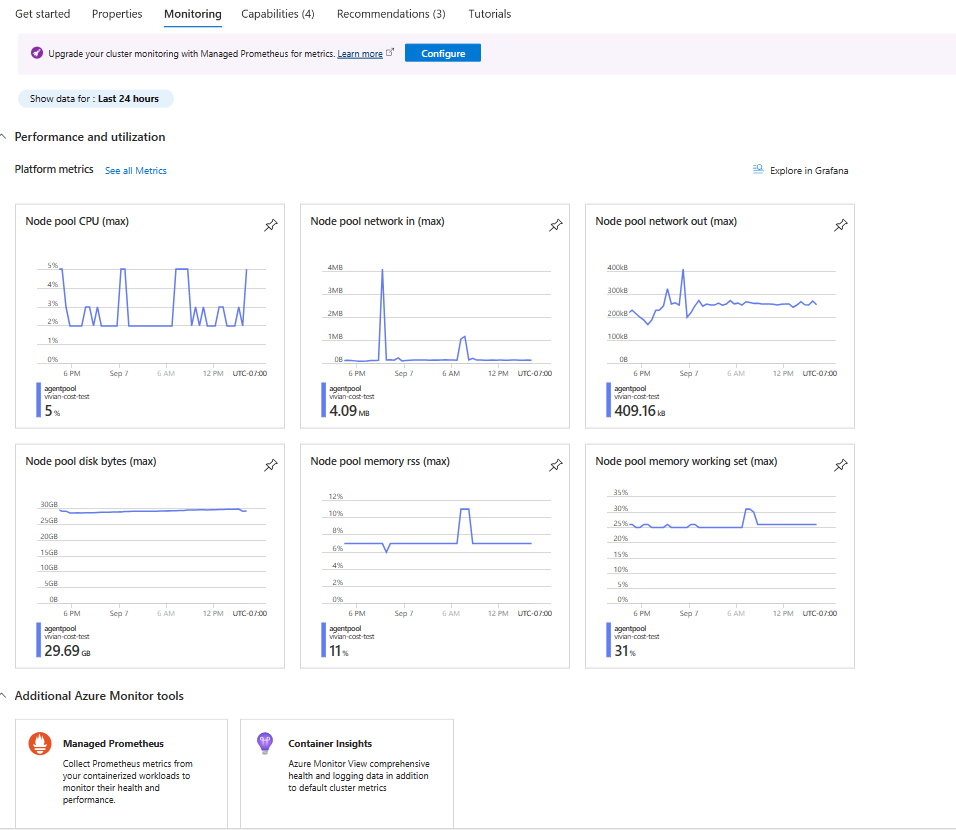 Get started Properties Monitoring Capabilities (4) Recommendations (3) Tutorials
Upgrade your cluster monitoring with Managed Prometheus for metrics. Learn more Configure
Show data for : Last 24 hours
Performance and utilization
Platform metrics See all Metrics Explore in Grafana
Node pool CPU (max)
5%
4%
3%
2%
1%
0%
6 PM Sep 7 6 AM 12 PM UTC-07:00
agentpool
vivian-cost-test
5 %
Node pool network in (max)
4MB
3MB
2MB
1MB
0B
6 PM Sep 7 6 AM 12 PM UTC-07:00
agentpool
vivian-cost-test
4.09 MB
Node pool network out (max)
400kB
300kB
200kB
100kB
0B
6 PM Sep 7 6 AM 12 PM UTC-07:00
agentpool
vivian-cost-test
409.16 kB
Node pool disk bytes (max)
30GB
25GB
20GB
15GB
10GB
5GB
0B
6 PM Sep 7 6 AM 12 PM UTC-07:00
agentpool
vivian-cost-test
29.69 GB
Node pool memory rss (max)
12%
10%
8%
6%
4%
2%
0%
6 PM Sep 7 6 AM 12 PM UTC-07:00
agentpool
vivian-cost-test
11 %
Node pool memory working set (max)
35%
30%
25%
20%
15%
10%
5%
0%
6 PM Sep 7 6 AM 12 PM UTC-07:00
agentpool
vivian-cost-test
31 %
Additional Azure Monitor tools
Managed Prometheus
Collect Prometheus metrics from
your containerized workloads to
monitor their health and
performance.
Container Insights
Azure Monitor View comprehensive
health and logging data in addition
to default cluster metrics